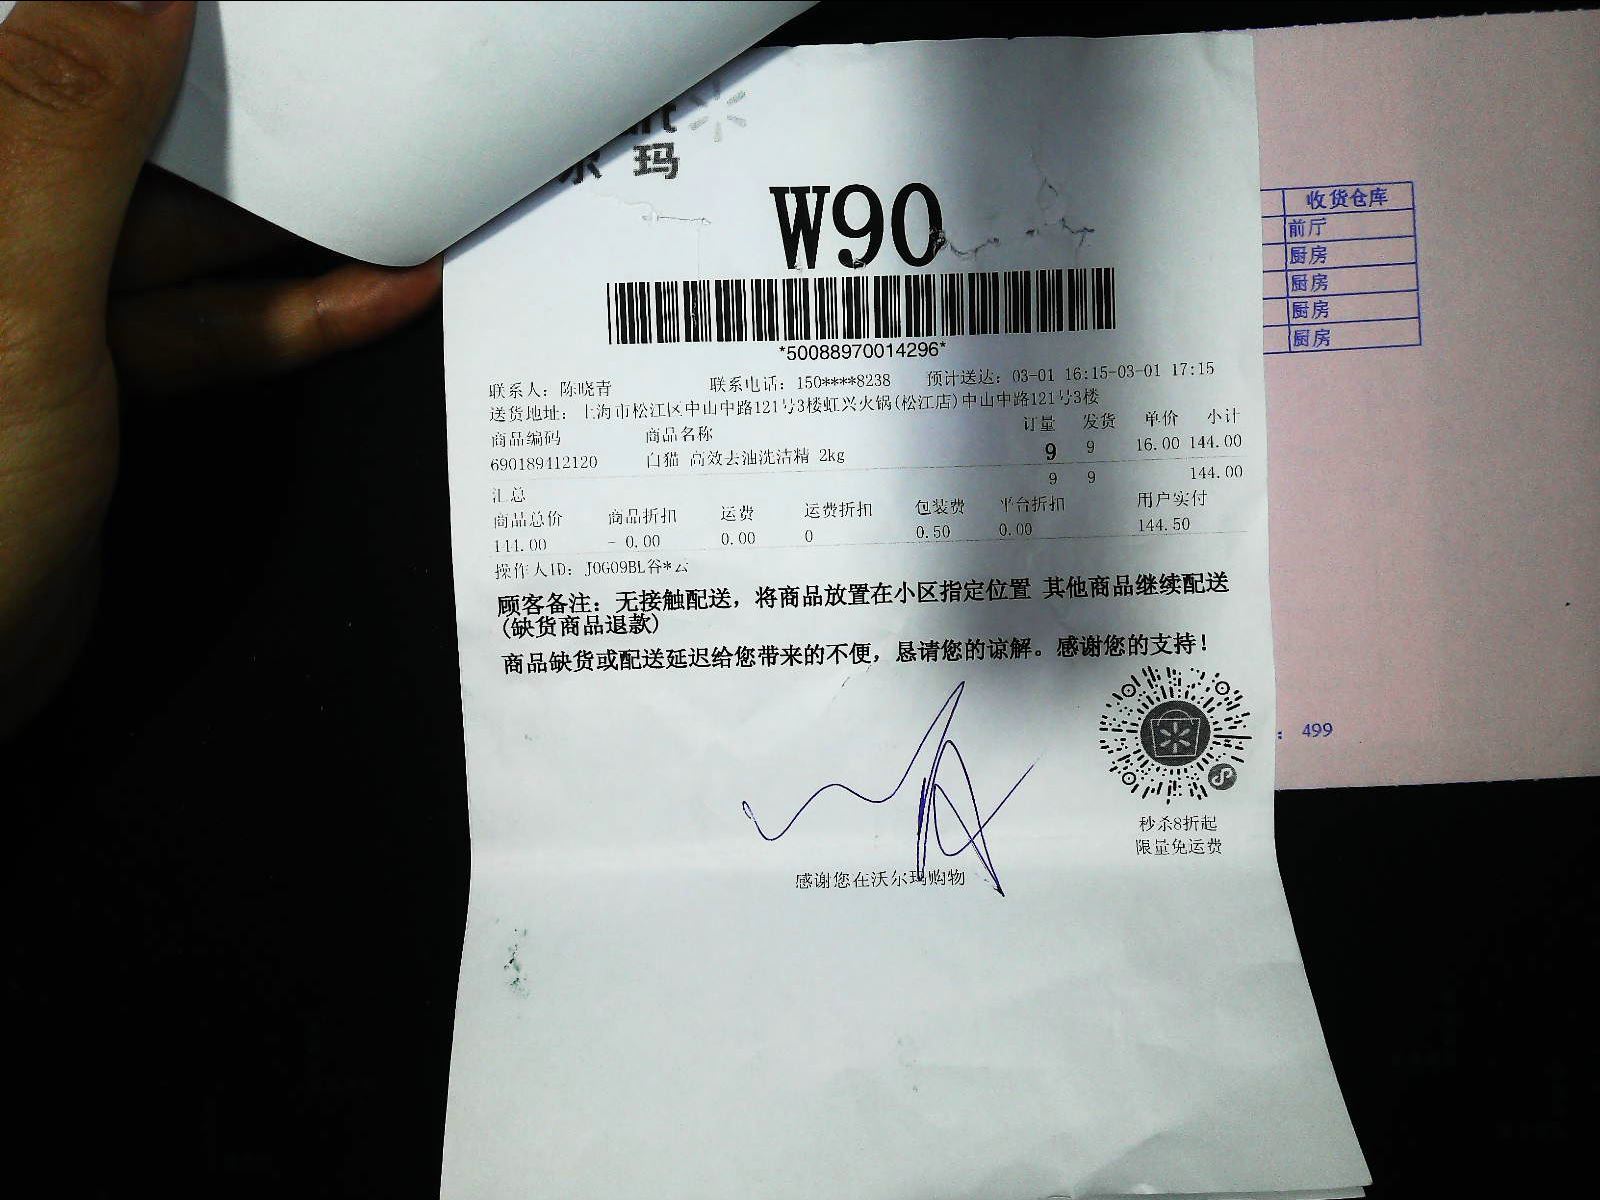 尔玛
W90
*50088970014296*
联系人：陈晓青 联系电话：150****8238 预计送达：03-01 16:15-03-01 17:15
送货地址：上海市松江区中山中路121号3楼虹兴火锅(松江店)中山中路121号3楼
商品编码 商品名称 订量 发货 单价 小计
690189412120 白猫 高效去油洗洁精 2kg 9 9 16.00 144.00
汇总 9 9 144.00
商品总价 商品折扣 运费 运费折扣 包装费 平台折扣 用户实付
144.00 - 0.00 0.00 0 0.50 0.00 144.50
操作人ID：J0G09BL谷*云
顾客备注：无接触配送，将商品放置在小区指定位置 其他商品继续配送
(缺货商品退款)
商品缺货或配送延迟给您带来的不便，恳请您的谅解。感谢您的支持！
秒杀8折起
限量免运费
感谢您在沃尔玛购物
收货仓库
前厅
厨房
厨房
厨房
厨房
：499